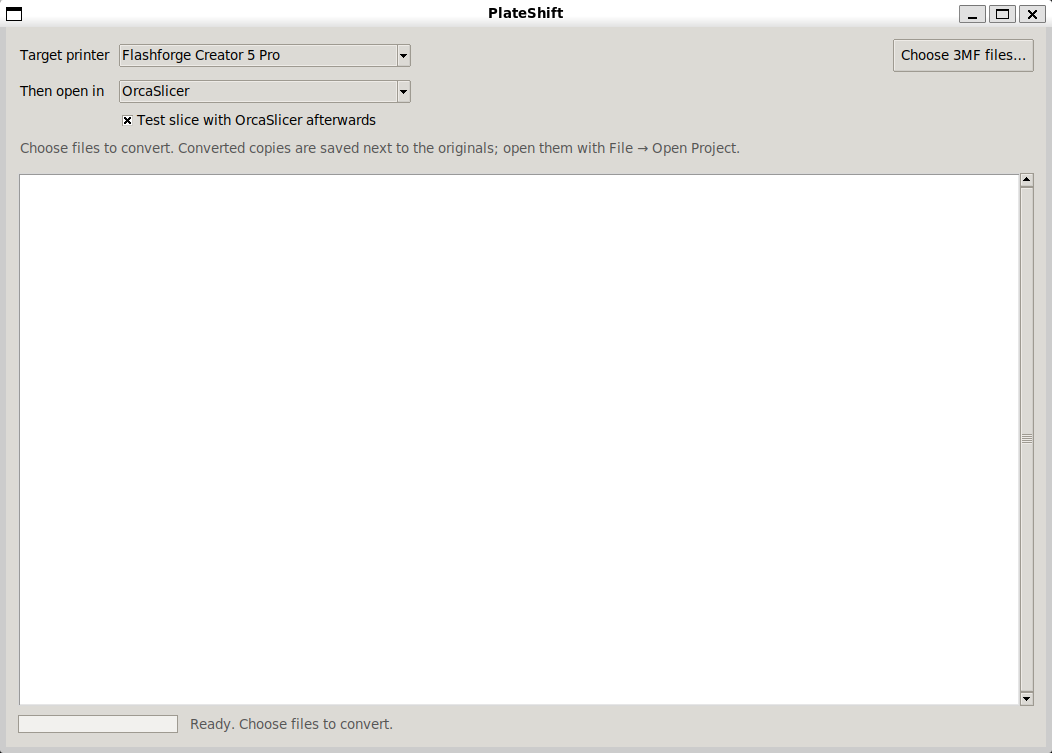 PlateShift
Target printer Flashforge Creator 5 Pro Choose 3MF files...
Then open in OrcaSlicer
Test slice with OrcaSlicer afterwards
Choose files to convert. Converted copies are saved next to the originals; open them with File → Open Project.
Ready. Choose files to convert.